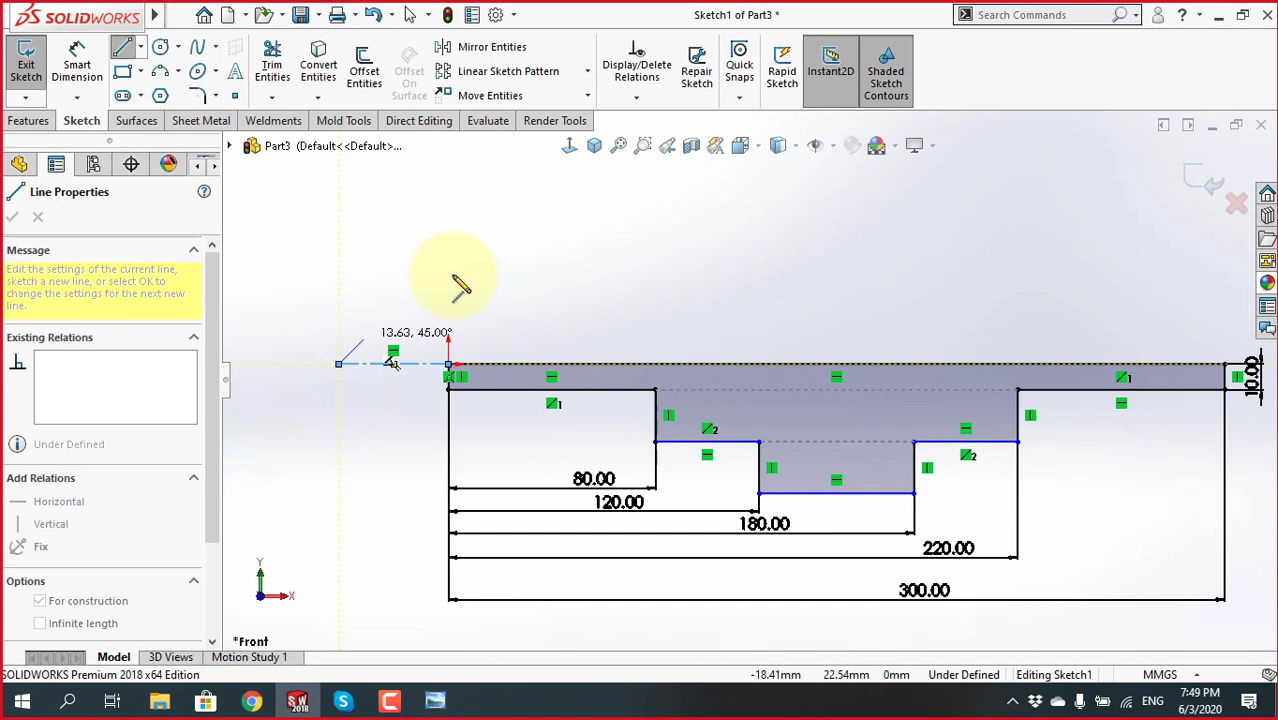 SOLIDWORKS
Sketch1 of Part3 *
Search Commands
?
Exit Sketch
Smart Dimension
Trim Entities
Convert Entities
Offset Entities
Offset On Surface
Mirror Entities
Linear Sketch Pattern
Move Entities
Display/Delete Relations
Repair Sketch
Quick Snaps
Rapid Sketch
Instant2D
Shaded Sketch Contours
Features
Sketch
Surfaces
Sheet Metal
Weldments
Mold Tools
Direct Editing
Evaluate
Render Tools
Part3 (Default<<Default>...
Line Properties
?
Message
Edit the settings of the current line,
sketch a new line, or select OK to
change the settings for the next new
line.
Existing Relations
Under Defined
Add Relations
Horizontal
Vertical
Fix
Options
For construction
Infinite length
13.63, 45.00°
1
1
1
2
2
10.00
80.00
120.00
180.00
220.00
300.00
Y
X
*Front
Model
3D Views
Motion Study 1
SOLIDWORKS Premium 2018 x64 Edition
-18.41mm
22.54mm
0mm
Under Defined
Editing Sketch1
MMGS
SW
2018
ENG
7:49 PM
6/3/2020